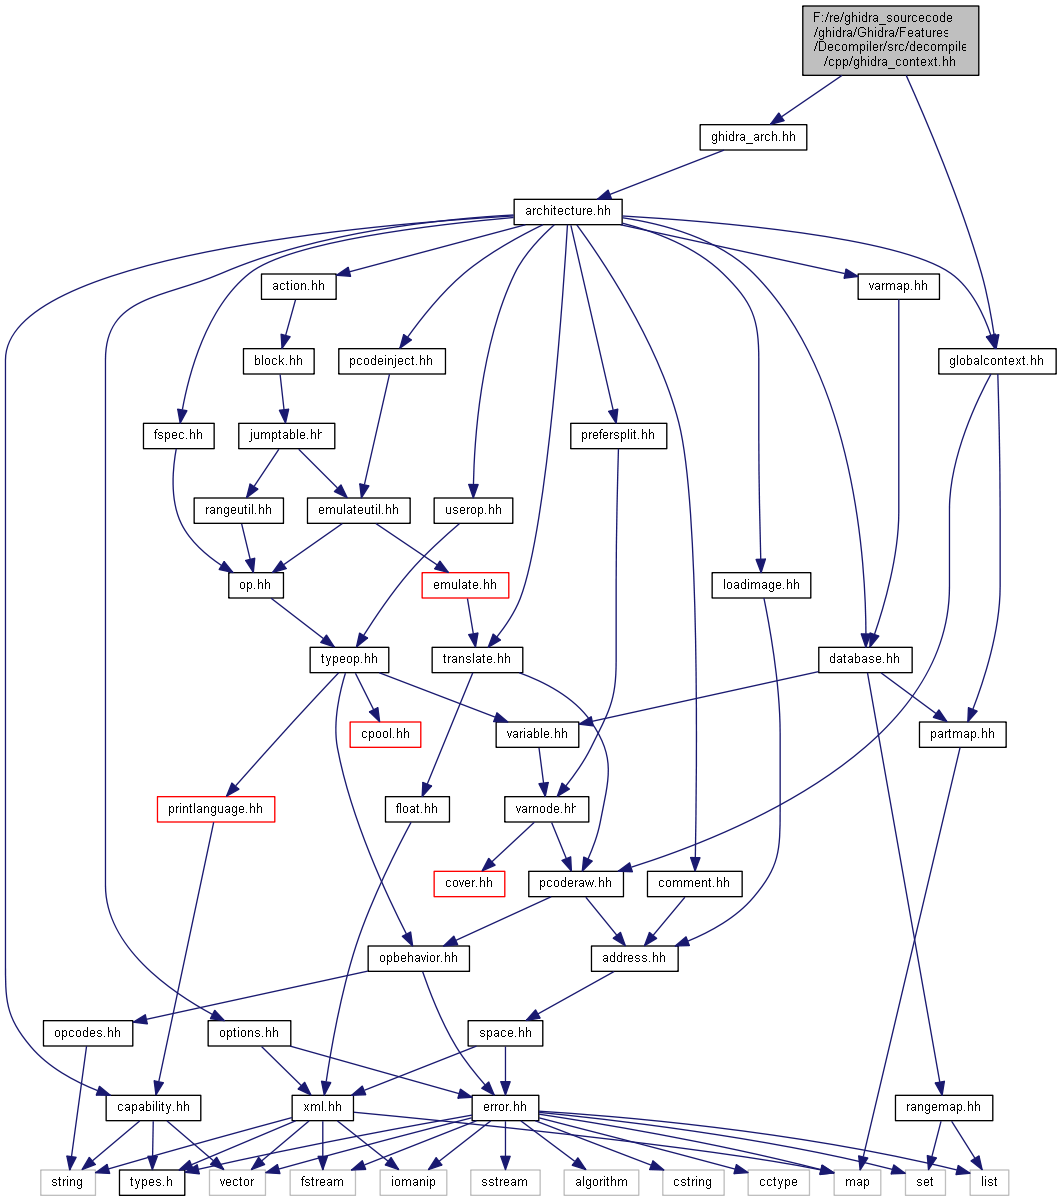 F:/re/ghidra_sourcecode
/ghidra/Ghidra/Features
/Decompiler/src/decompile
/cpp/ghidra_context.hh
ghidra_arch.hh
architecture.hh
action.hh
varmap.hh
block.hh
pcodeinject.hh
globalcontext.hh
fspec.hh
jumptable.hh
prefersplit.hh
rangeutil.hh
emulateutil.hh
userop.hh
op.hh
emulate.hh
loadimage.hh
typeop.hh
translate.hh
database.hh
cpool.hh
variable.hh
partmap.hh
printlanguage.hh
float.hh
varnode.hh
cover.hh
pcoderaw.hh
comment.hh
opbehavior.hh
address.hh
opcodes.hh
options.hh
space.hh
capability.hh
xml.hh
error.hh
rangemap.hh
string
types.h
vector
fstream
iomanip
sstream
algorithm
cstring
cctype
map
set
list